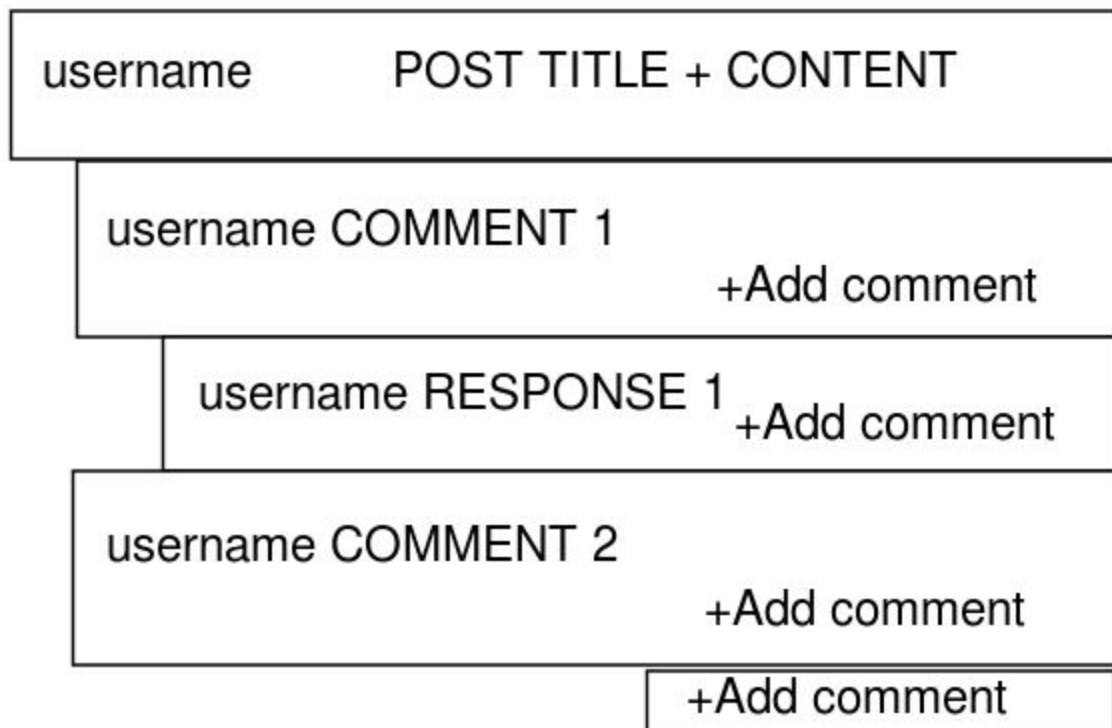 username POST TITLE + CONTENT
username COMMENT 1
+Add comment
username RESPONSE 1
+Add comment
username COMMENT 2
+Add comment
+Add comment